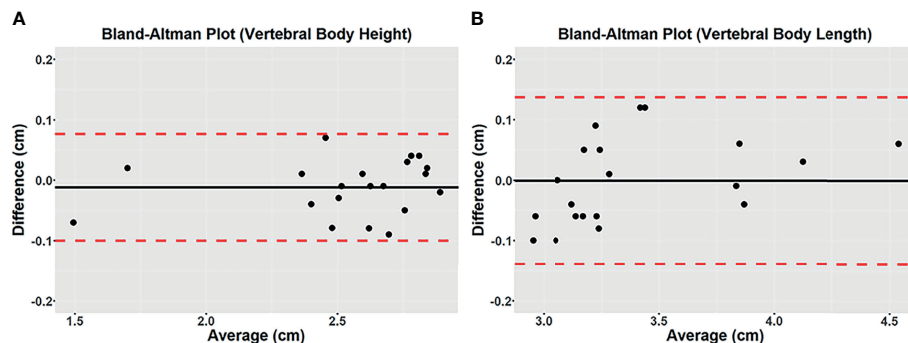 A
Bland-Altman Plot (Vertebral Body Height)
0.2
0.1
0.0
-0.1
-0.2
Difference (cm)
1.5 2.0 2.5
Average (cm)
B
Bland-Altman Plot (Vertebral Body Length)
0.2
0.1
0.0
-0.1
-0.2
Difference (cm)
3.0 3.5 4.0 4.5
Average (cm)